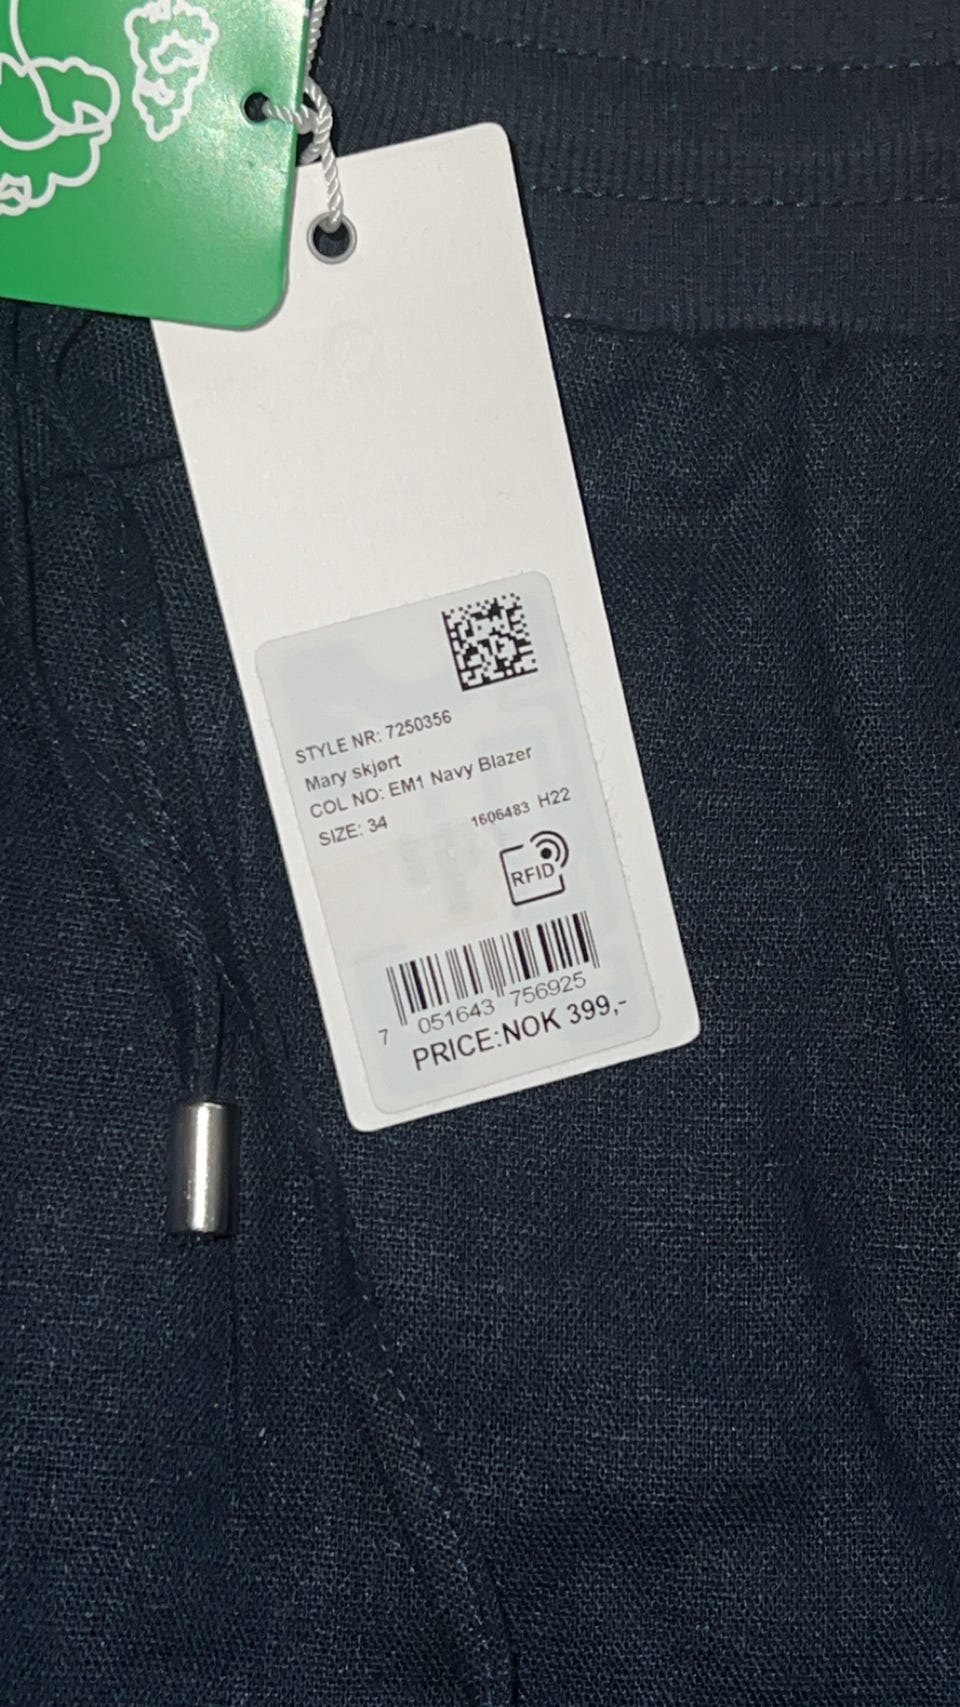 STYLE NR: 7250356
Mary skjørt
COL NO: EM1 Navy Blazer
SIZE: 34
1606483 H22
RFID
7 051643 756925
PRICE:NOK 399,-